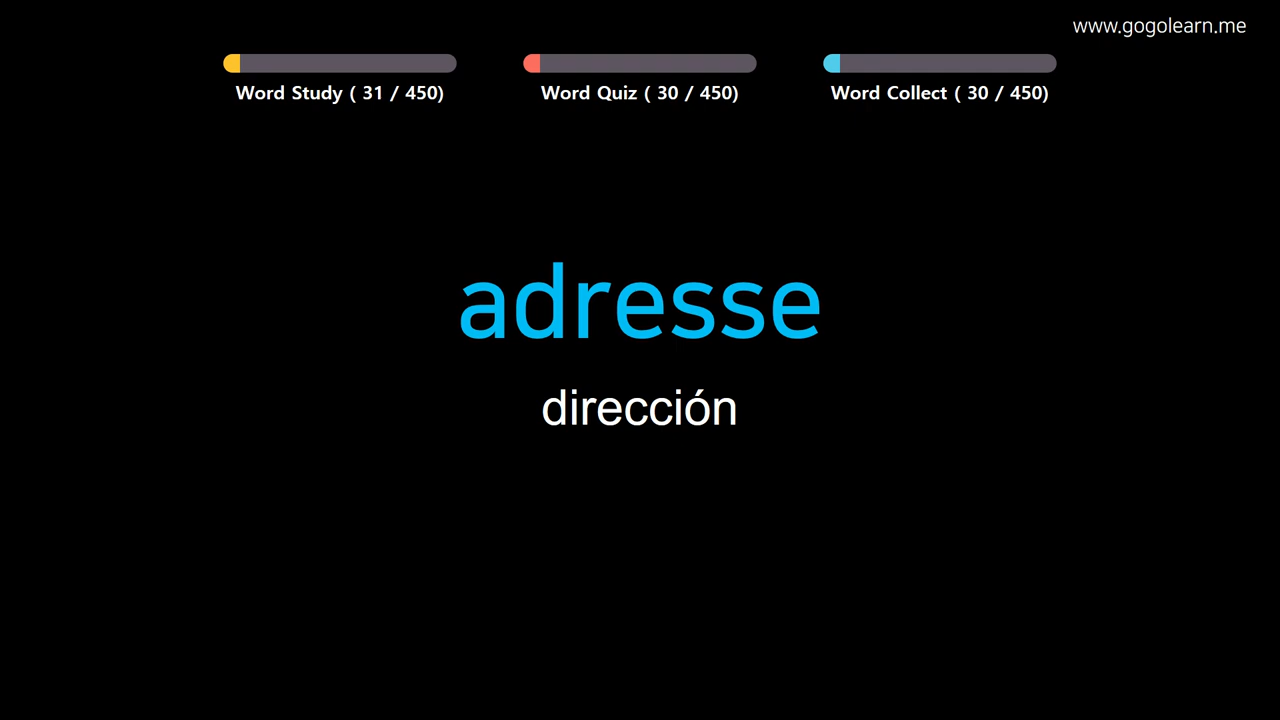 www.gogolearn.me
Word Study ( 31 / 450)
Word Quiz ( 30 / 450)
Word Collect ( 30 / 450)
adresse
dirección